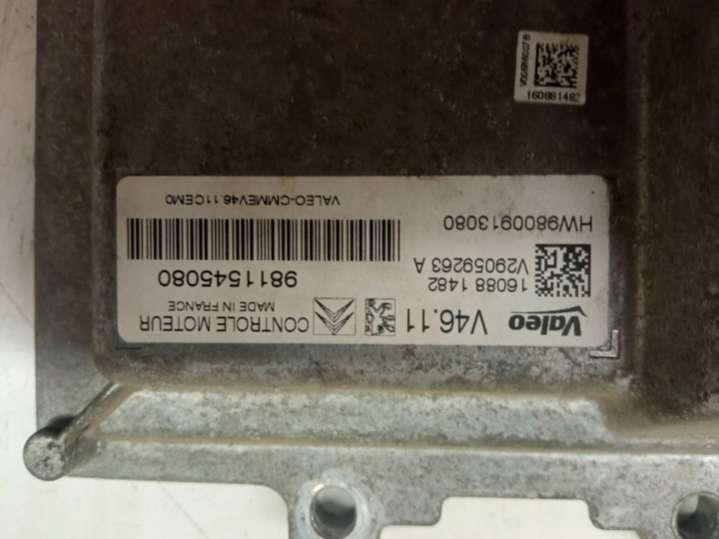 Valeo
V46.11
CONTROLE MOTEUR
MADE IN FRANCE
16088 1482
V29059263 A
9811545080
HW9800913080
VALEO-CMMEV46.11CEM0
160881482